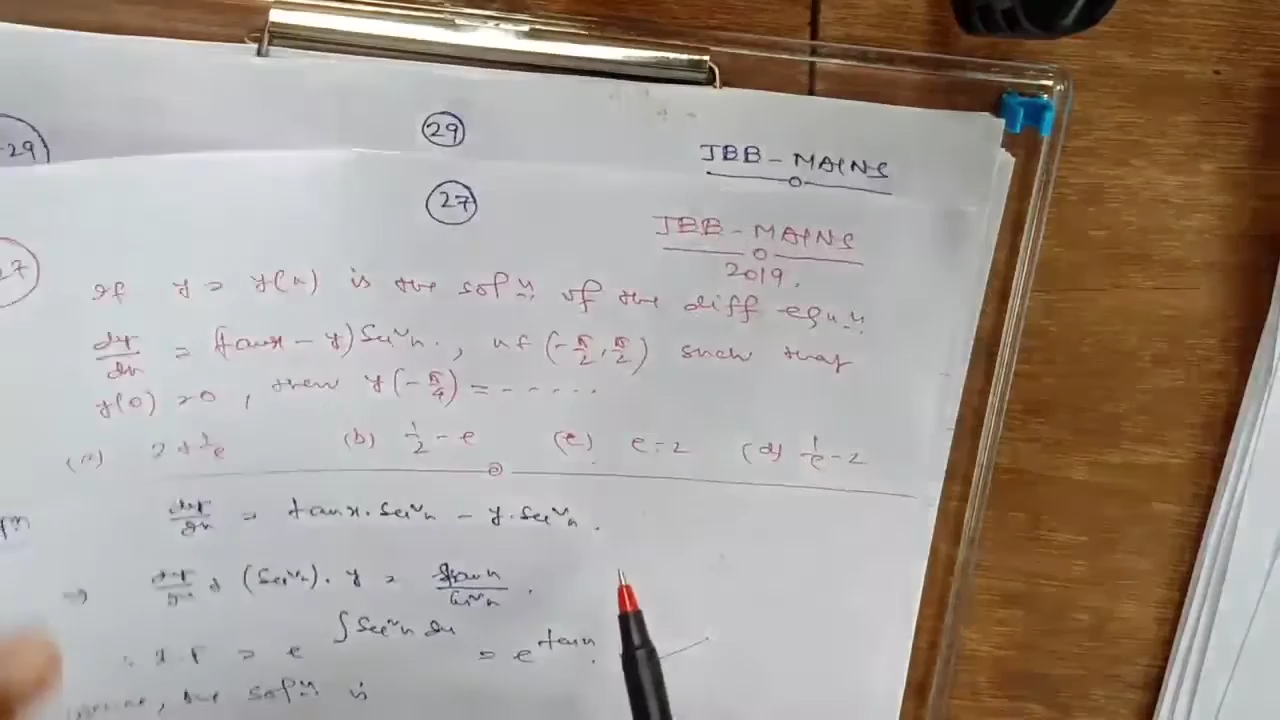 -29
29
JEE - MAINS
27
JEE - MAINS
2019.
27
If y = y(x) is the solⁿ of the diff equⁿ.
dy/dx = (tanx - y) Sec²x., of (-π/2, π/2) such that
y(0) = 0, then y(-π/4) = ------
(a) 2+1/e (b) 1/2 - e (c) e-2 (d) 1/e - 2
dy/dx = tanx.Sec²x - y.Sec²x.
⇒ dy/dx + (Sec²x). y =
∴ I.F = e^∫Sec²x dx = e^tanx.
the solⁿ is